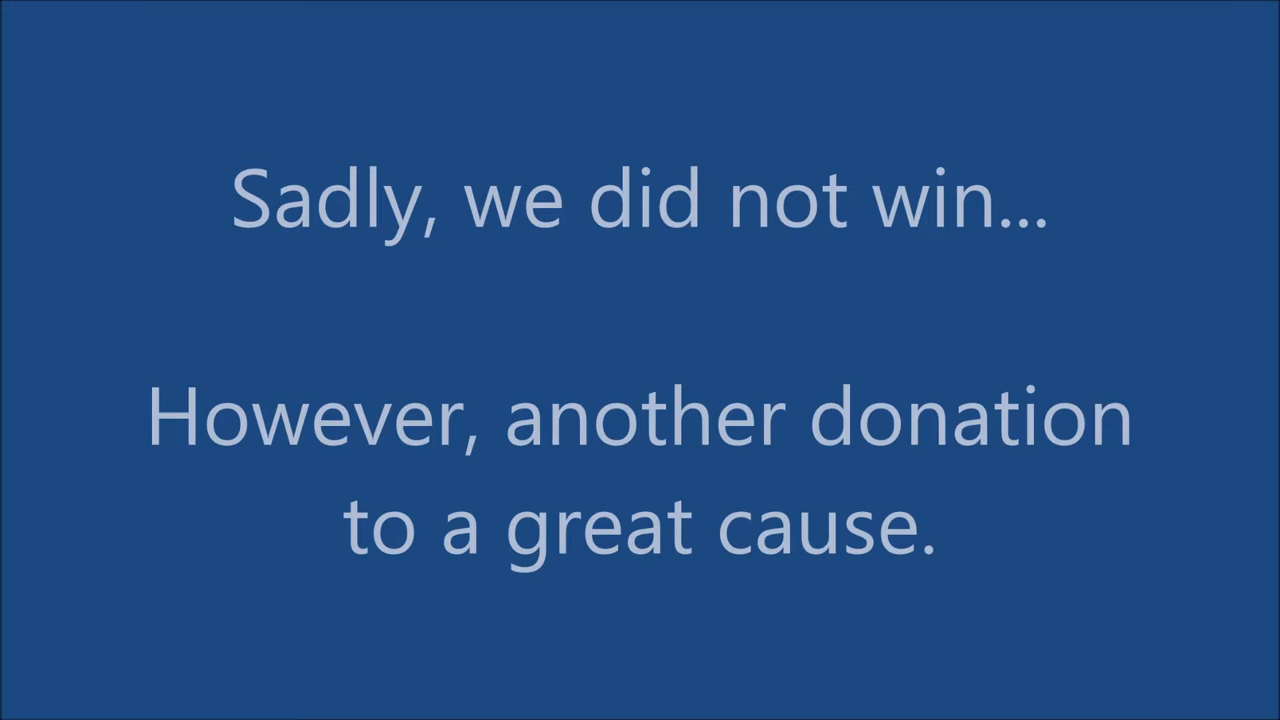 Sadly, we did not win...
However, another donation
to a great cause.